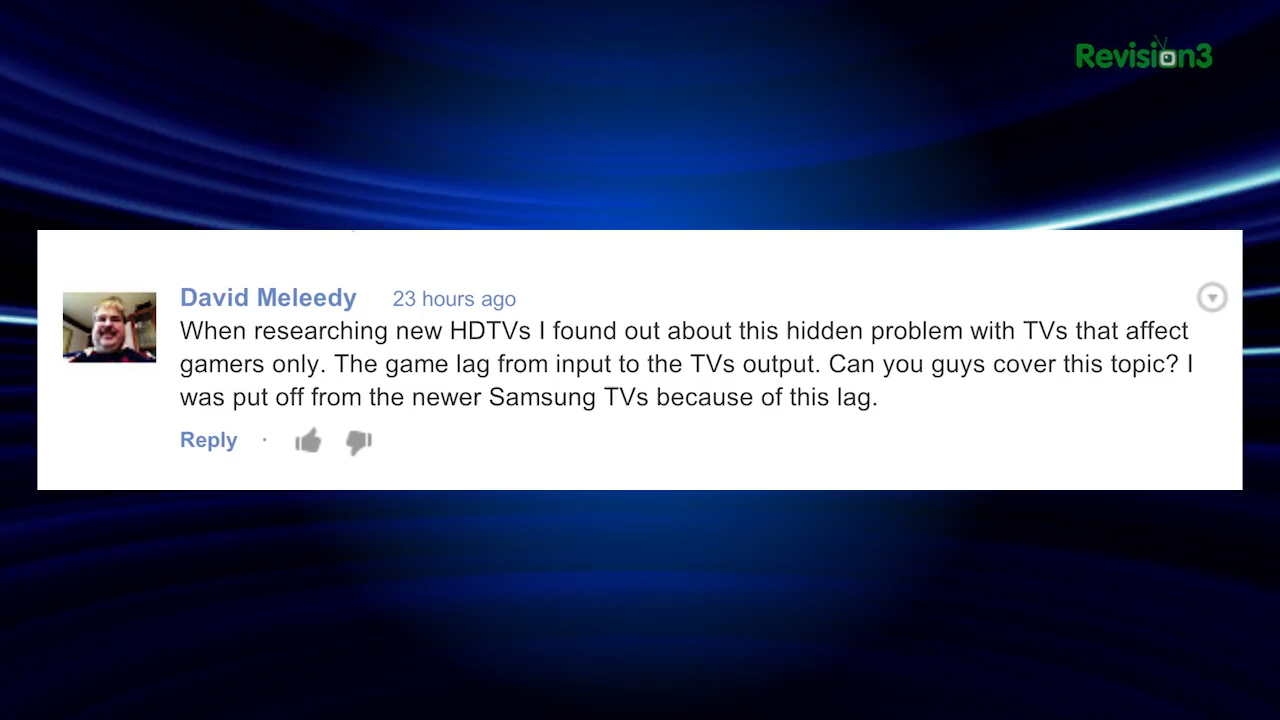 Revision3
David Meleedy 23 hours ago
When researching new HDTVs I found out about this hidden problem with TVs that affect
gamers only. The game lag from input to the TVs output. Can you guys cover this topic? I
was put off from the newer Samsung TVs because of this lag.
Reply ·